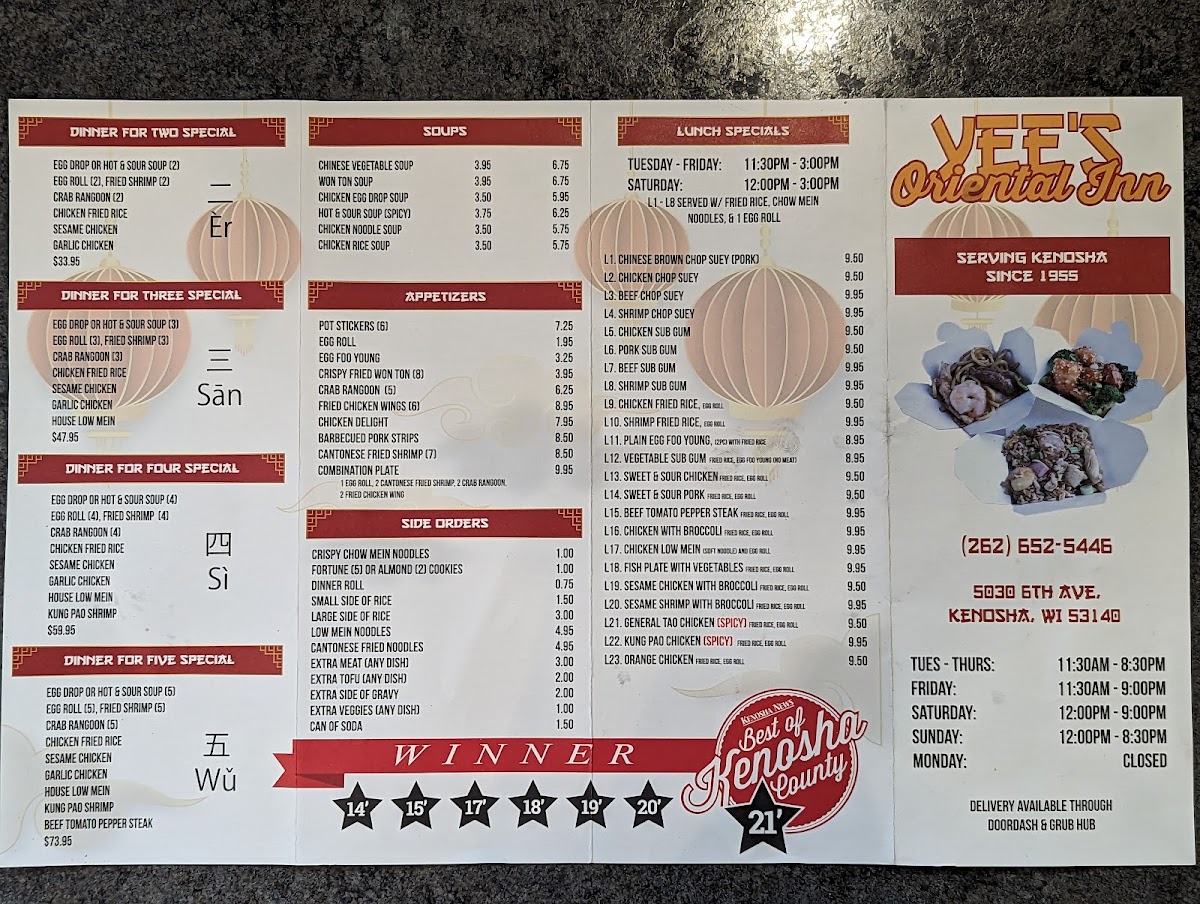 DINNER FOR TWO SPECIAL
EGG DROP OR HOT & SOUR SOUP (2)
EGG ROLL (2), FRIED SHRIMP (2)
CRAB RANGOON (2)
CHICKEN FRIED RICE
SESAME CHICKEN
GARLIC CHICKEN
$33.95
二
Èr
DINNER FOR THREE SPECIAL
EGG DROP OR HOT & SOUR SOUP (3)
EGG ROLL (3), FRIED SHRIMP (3)
CRAB RANGOON (3)
CHICKEN FRIED RICE
SESAME CHICKEN
GARLIC CHICKEN
HOUSE LOW MEIN
$47.95
三
Sān
DINNER FOR FOUR SPECIAL
EGG DROP OR HOT & SOUR SOUP (4)
EGG ROLL (4), FRIED SHRIMP (4)
CRAB RANGOON (4)
CHICKEN FRIED RICE
SESAME CHICKEN
GARLIC CHICKEN
HOUSE LOW MEIN
KUNG PAO SHRIMP
$59.95
四
Sì
DINNER FOR FIVE SPECIAL
EGG DROP OR HOT & SOUR SOUP (5)
EGG ROLL (5), FRIED SHRIMP (5)
CRAB RANGOON (5)
CHICKEN FRIED RICE
SESAME CHICKEN
GARLIC CHICKEN
HOUSE LOW MEIN
KUNG PAO SHRIMP
BEEF TOMATO PEPPER STEAK
$73.95
五
Wǔ
SOUPS
CHINESE VEGETABLE SOUP 3.95 6.75
WON TON SOUP 3.95 6.75
CHICKEN EGG DROP SOUP 3.50 5.95
HOT & SOUR SOUP (SPICY) 3.75 6.25
CHICKEN NOODLE SOUP 3.50 5.75
CHICKEN RICE SOUP 3.50 5.75
APPETIZERS
POT STICKERS (6) 7.25
EGG ROLL 1.95
EGG FOO YOUNG 3.25
CRISPY FRIED WON TON (8) 3.95
CRAB RANGOON (5) 6.25
FRIED CHICKEN WINGS (6) 8.95
CHICKEN DELIGHT 7.95
BARBECUED PORK STRIPS 8.50
CANTONESE FRIED SHRIMP (7) 8.50
COMBINATION PLATE 9.95
1 EGG ROLL, 2 CANTONESE FRIED SHRIMP, 2 CRAB RANGOON,
2 FRIED CHICKEN WING
SIDE ORDERS
CRISPY CHOW MEIN NOODLES 1.00
FORTUNE (5) OR ALMOND (2) COOKIES 1.00
DINNER ROLL 0.75
SMALL SIDE OF RICE 1.50
LARGE SIDE OF RICE 3.00
LOW MEIN NOODLES 4.95
CANTONESE FRIED NOODLES 4.95
EXTRA MEAT (ANY DISH) 3.00
EXTRA TOFU (ANY DISH) 2.00
EXTRA SIDE OF GRAVY 2.00
EXTRA VEGGIES (ANY DISH) 1.00
CAN OF SODA 1.50
LUNCH SPECIALS
TUESDAY - FRIDAY: 11:30PM - 3:00PM
SATURDAY: 12:00PM - 3:00PM
L1 - L8 SERVED W/ FRIED RICE, CHOW MEIN
NOODLES, & 1 EGG ROLL
L1. CHINESE BROWN CHOP SUEY (PORK) 9.50
L2. CHICKEN CHOP SUEY 9.50
L3. BEEF CHOP SUEY 9.95
L4. SHRIMP CHOP SUEY 9.95
L5. CHICKEN SUB GUM 9.50
L6. PORK SUB GUM 9.50
L7. BEEF SUB GUM 9.95
L8. SHRIMP SUB GUM 9.95
L9. CHICKEN FRIED RICE, EGG ROLL 9.50
L10. SHRIMP FRIED RICE, EGG ROLL 9.95
L11. PLAIN EGG FOO YOUNG, (2PC) WITH FRIED RICE 8.95
L12. VEGETABLE SUB GUM FRIED RICE, EGG FOO YOUNG (NO MEAT) 8.95
L13. SWEET & SOUR CHICKEN FRIED RICE, EGG ROLL 9.50
L14. SWEET & SOUR PORK FRIED RICE, EGG ROLL 9.50
L15. BEEF TOMATO PEPPER STEAK FRIED RICE, EGG ROLL 9.95
L16. CHICKEN WITH BROCCOLI FRIED RICE, EGG ROLL 9.95
L17. CHICKEN LOW MEIN (SOFT NOODLE) AND EGG ROLL 9.95
L18. FISH PLATE WITH VEGETABLES FRIED RICE, EGG ROLL 9.95
L19. SESAME CHICKEN WITH BROCCOLI FRIED RICE, EGG ROLL 9.50
L20. SESAME SHRIMP WITH BROCCOLI FRIED RICE, EGG ROLL 9.95
L21. GENERAL TAO CHICKEN (SPICY) FRIED RICE, EGG ROLL 9.50
L22. KUNG PAO CHICKEN (SPICY) FRIED RICE, EGG ROLL 9.95
L23. ORANGE CHICKEN FRIED RICE, EGG ROLL 9.50
WINNER
14' 15' 17' 18' 19' 20'
KENOSHA NEWS
Best of
Kenosha
County
21'
YEE'S
Oriental Inn
SERVING KENOSHA
SINCE 1955
(262) 652-5446
5030 6TH AVE,
KENOSHA, WI 53140
TUES - THURS: 11:30AM - 8:30PM
FRIDAY: 11:30AM - 9:00PM
SATURDAY: 12:00PM - 9:00PM
SUNDAY: 12:00PM - 8:30PM
MONDAY: CLOSED
DELIVERY AVAILABLE THROUGH
DOORDASH & GRUB HUB